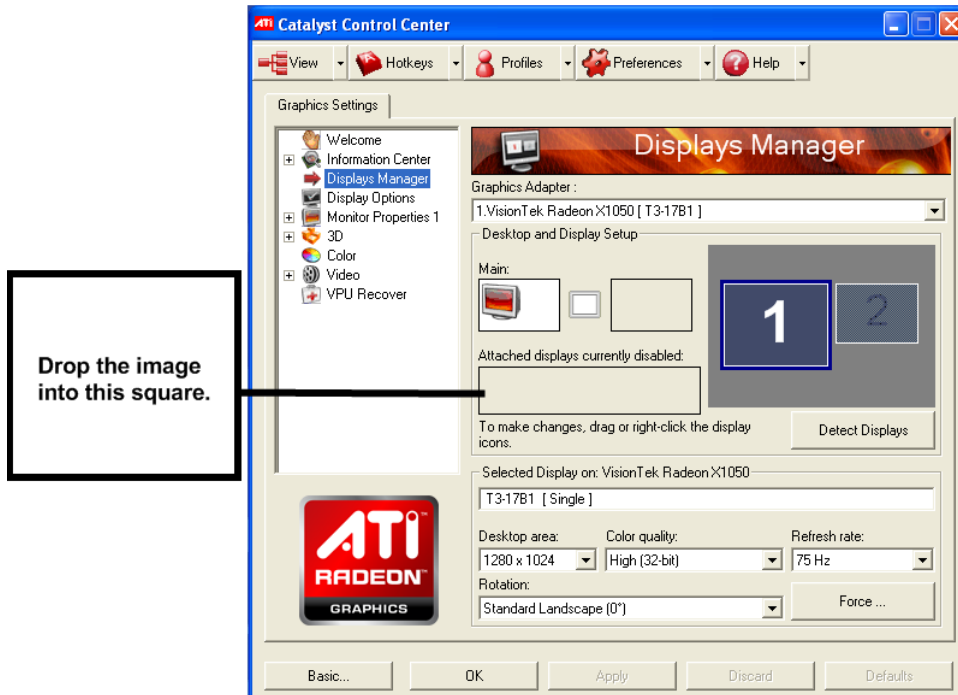 ATI Catalyst Control Center
View Hotkeys Profiles Preferences Help
Graphics Settings
Welcome
Information Center
Displays Manager
Display Options
Monitor Properties 1
3D
Color
Video
VPU Recover
Displays Manager
Graphics Adapter :
1.VisionTek Radeon X1050 [ T3-17B1 ]
Desktop and Display Setup
Main:
1 2
Attached displays currently disabled:
To make changes, drag or right-click the display
icons.
Detect Displays
Drop the image
into this square.
Selected Display on: VisionTek Radeon X1050
T3-17B1 [ Single ]
Desktop area: Color quality: Refresh rate:
1280 x 1024 High (32-bit) 75 Hz
Rotation:
Standard Landscape (0°)
Force ...
ATI
RADEON
GRAPHICS
Basic... OK Apply Discard Defaults